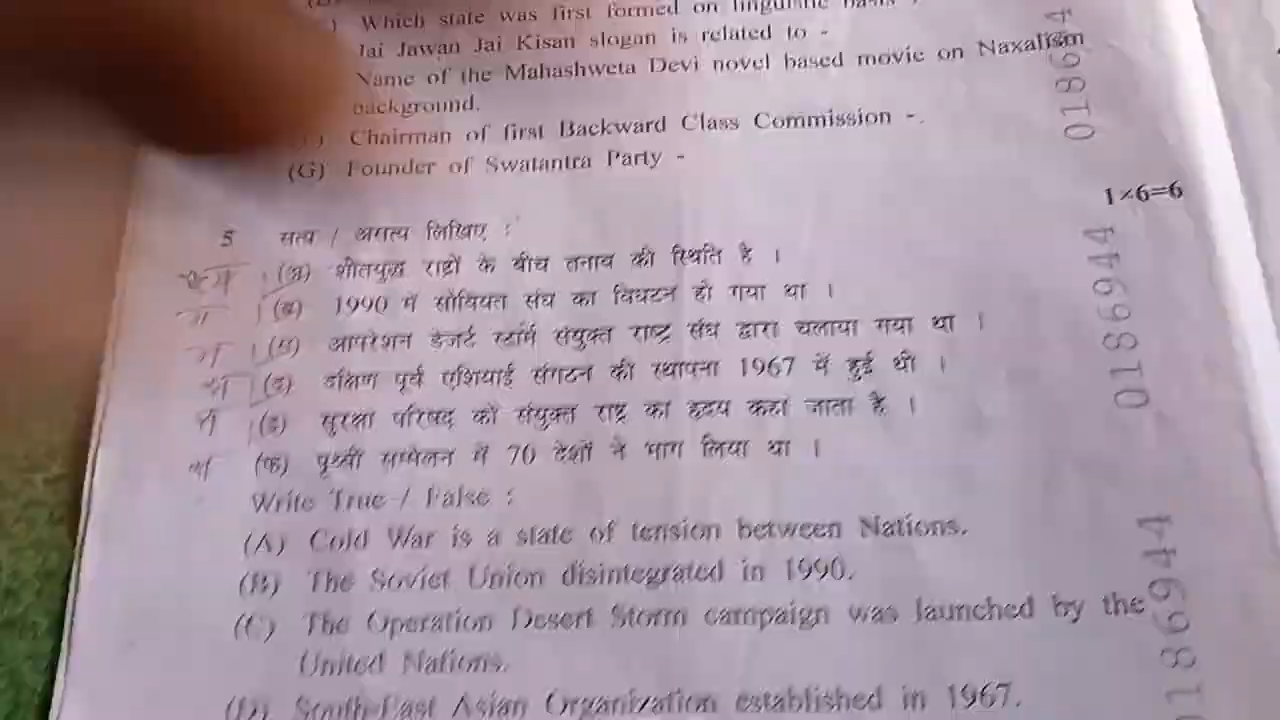 Which state was first formed on linguistic basis
Jai Jawan Jai Kisan slogan is related to -
Name of the Mahashweta Devi novel based movie on Naxalism
background.
Chairman of first Backward Class Commission -.
(G) Founder of Swatantra Party -
1×6=6
5 सत्य / असत्य लिखिए :
(अ) शीतयुद्ध राष्ट्रों के बीच तनाव की स्थिति है ।
(ब) 1990 में सोवियत संघ का विघटन हो गया था ।
(स) आपरेशन डेजर्ट स्टॉर्म संयुक्त राष्ट्र संघ द्वारा चलाया गया था ।
(द) दक्षिण पूर्व एशियाई संगठन की स्थापना 1967 में हुई थी ।
(इ) सुरक्षा परिषद् को संयुक्त राष्ट्र का हृदय कहा जाता है ।
(फ) पृथ्वी सम्मेलन में 70 देशों ने भाग लिया था ।
Write True / False :
(A) Cold War is a state of tension between Nations.
(B) The Soviet Union disintegrated in 1990.
(C) The Operation Desert Storm campaign was launched by the
United Nations.
(D) South-East Asian Organization established in 1967.
0186944
0186944
0186944